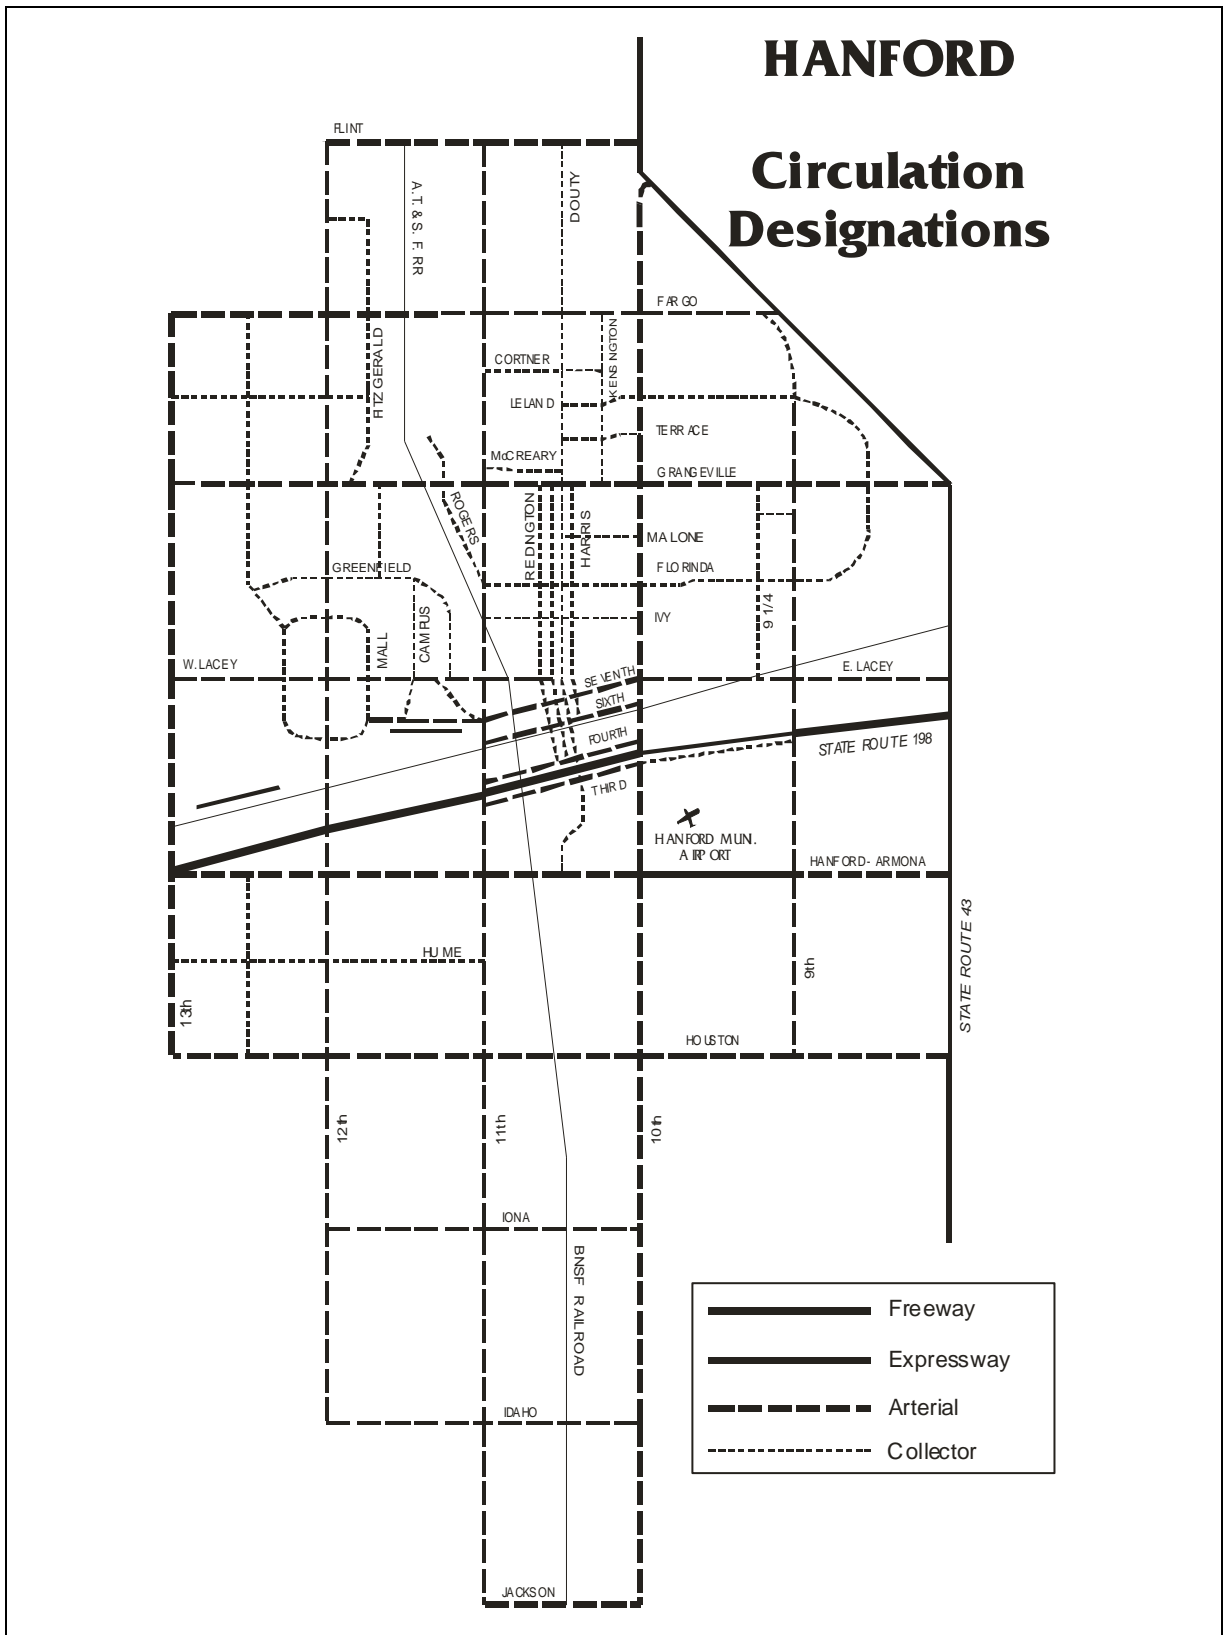 HANFORD
Circulation
Designations
FLINT
A.T. & S. F. RR
DOUTY
FARGO
FITZGERALD
CORTNER
KENSINGTON
LELAND
TERRACE
McCREARY
GRANGEVILLE
ROGERS
REDNGTON
HARRIS
MALONE
GREENFIELD
FLORINDA
9 1/4
IVY
CAMPUS
MALL
W. LACEY
SEVENTH
E. LACEY
SIXTH
FOURTH
STATE ROUTE 198
THIRD
HANFORD MUNI.
AIRPORT
HANFORD- ARMONA
HUME
9th
STATE ROUTE 43
13th
HOUSTON
12th
11th
10th
IONA
BNSF RAILROAD
IDAHO
JACKSON
Freeway
Expressway
Arterial
Collector